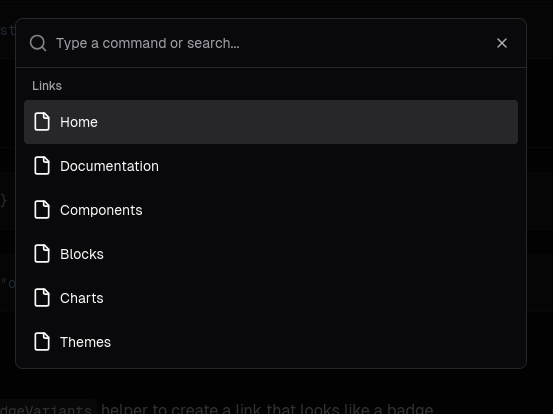 st
Type a command or search...
Links
Home
Documentation
}
Components
Blocks
"o
Charts
Themes
dgeVariants helper to create a link that looks like a badge